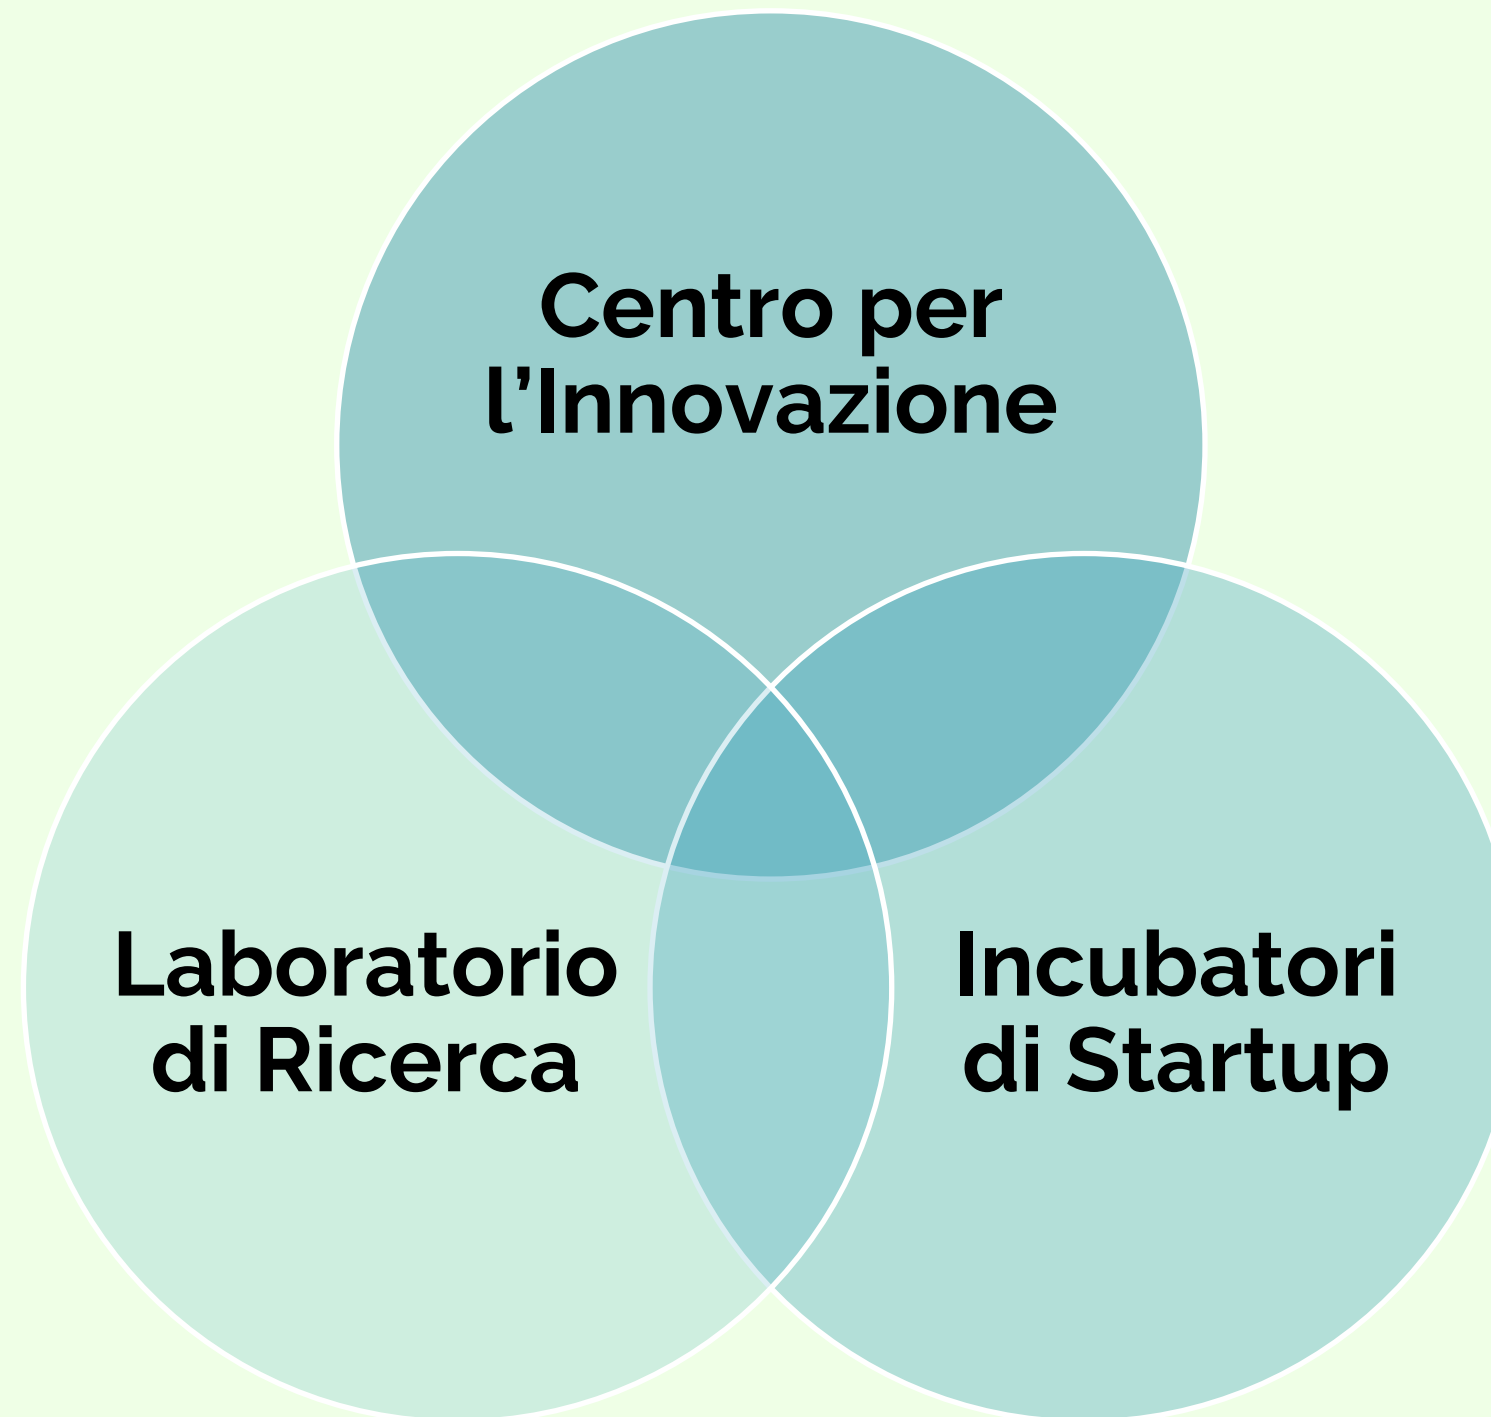 Centro per
l’Innovazione
Laboratorio
di Ricerca
Incubatori
di Startup